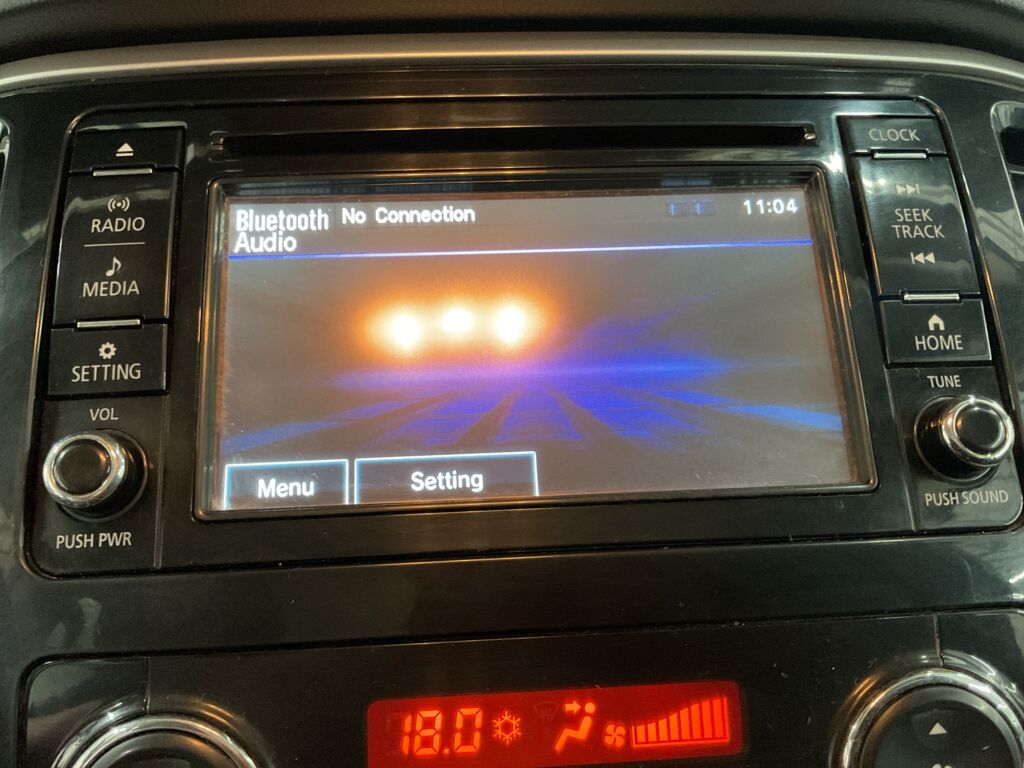 CLOCK
RADIO
MEDIA
SETTING
VOL
PUSH PWR
Bluetooth
Audio
No Connection
11:04
Menu
Setting
SEEK
TRACK
HOME
TUNE
PUSH SOUND
18.0